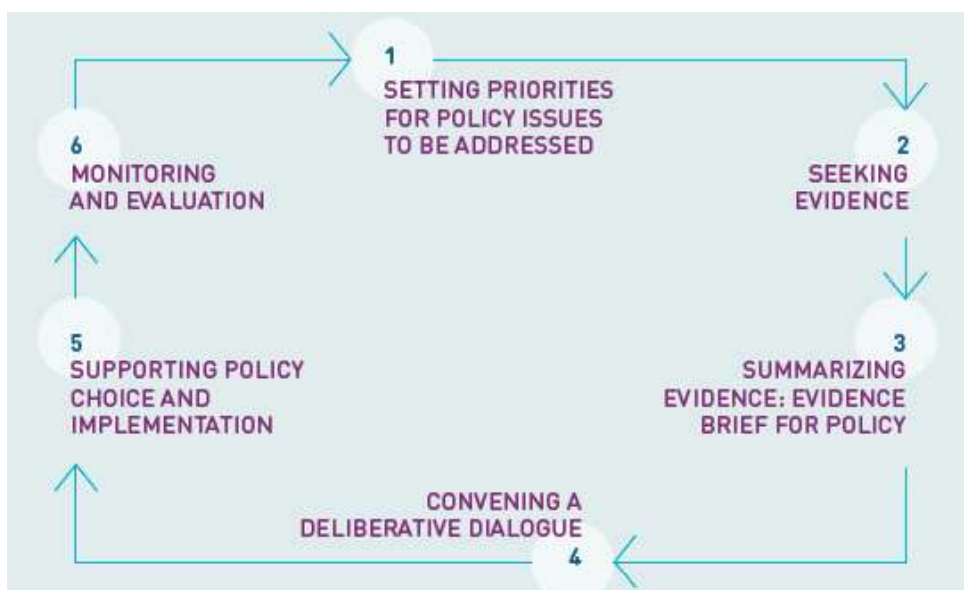 1
SETTING PRIORITIES
FOR POLICY ISSUES
TO BE ADDRESSED
2
SEEKING
EVIDENCE
3
SUMMARIZING
EVIDENCE: EVIDENCE
BRIEF FOR POLICY
CONVENING A
DELIBERATIVE DIALOGUE
4
5
SUPPORTING POLICY
CHOICE AND
IMPLEMENTATION
6
MONITORING
AND EVALUATION